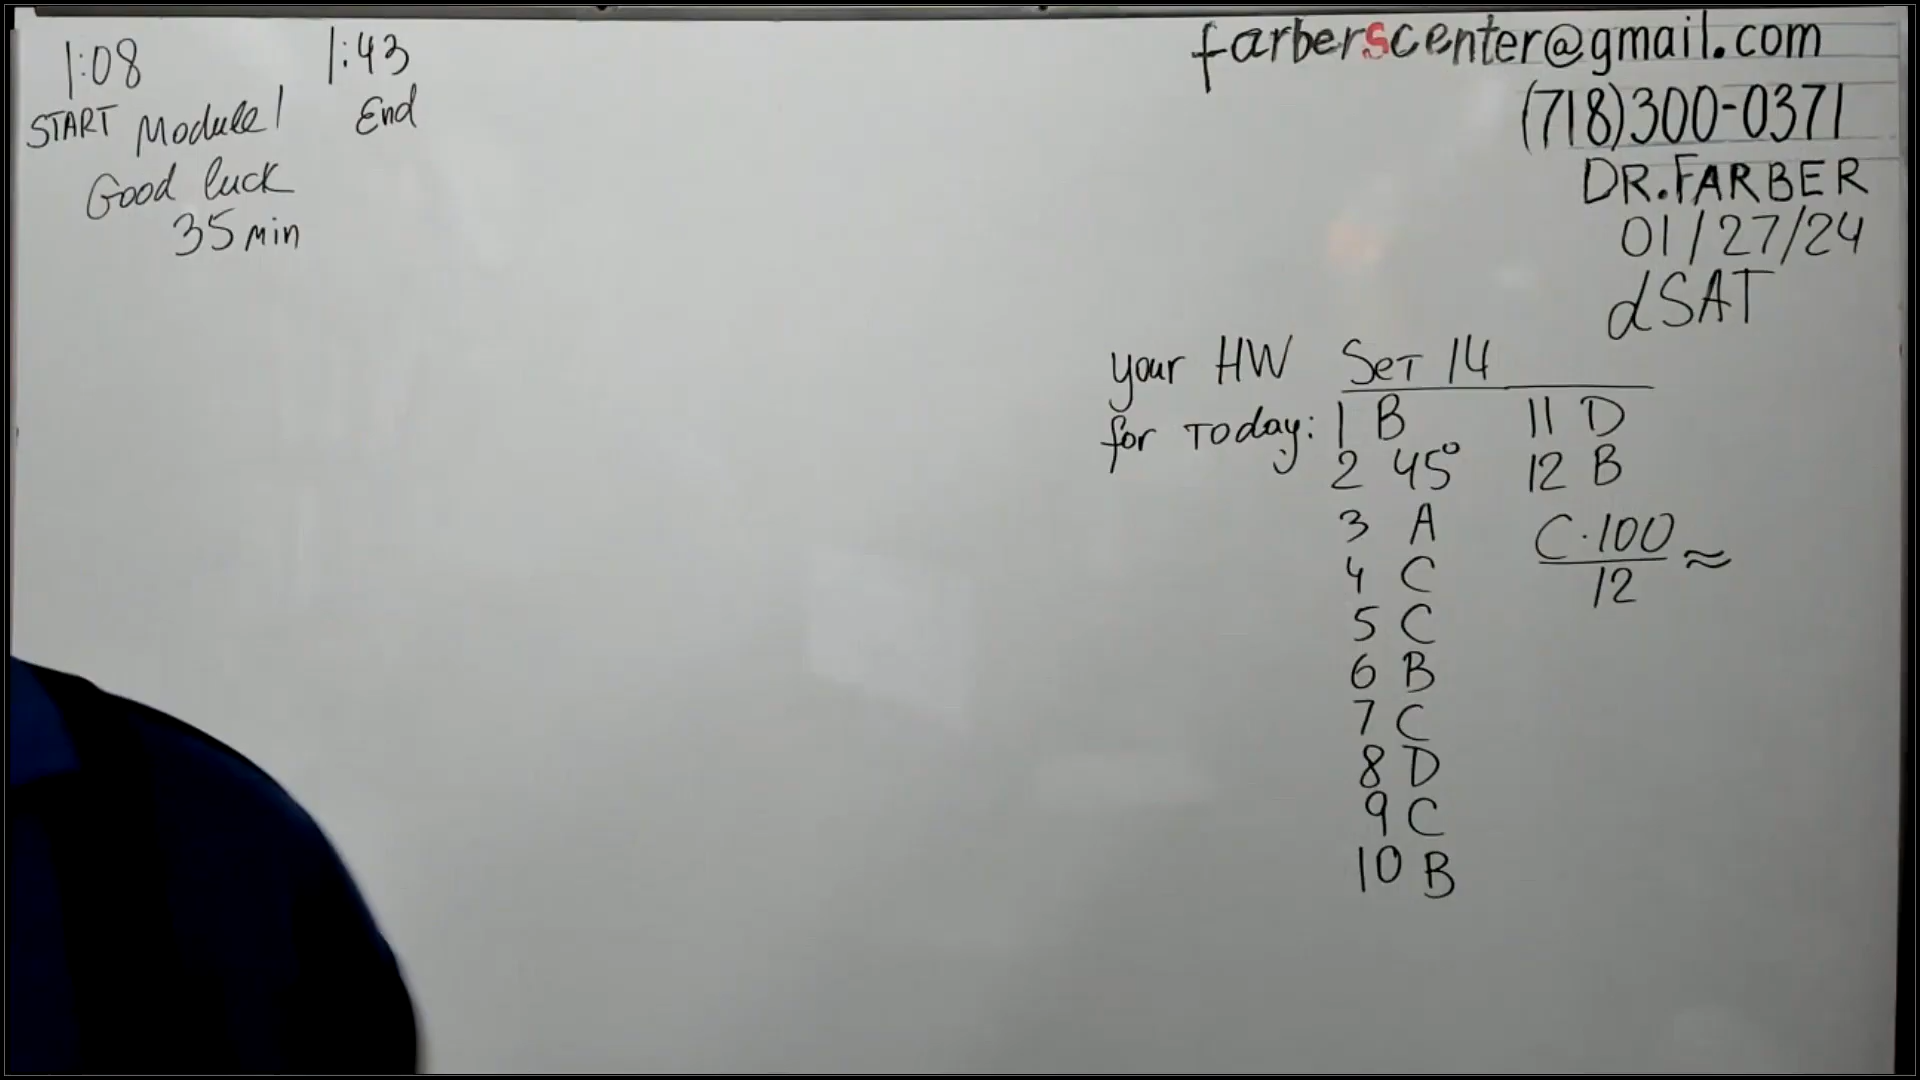 1:08 1:43
START Module 1 End
Good luck
35 min
farberscenter@gmail.com
(718)300-0371
DR.FARBER
01/27/24
dSAT
your HW Set 14
for Today: 1 B 11 D
2 45° 12 B
3 A
4 C
5 C
6 B
7 C
8 D
9 C
10 B
C·100
12 ≈